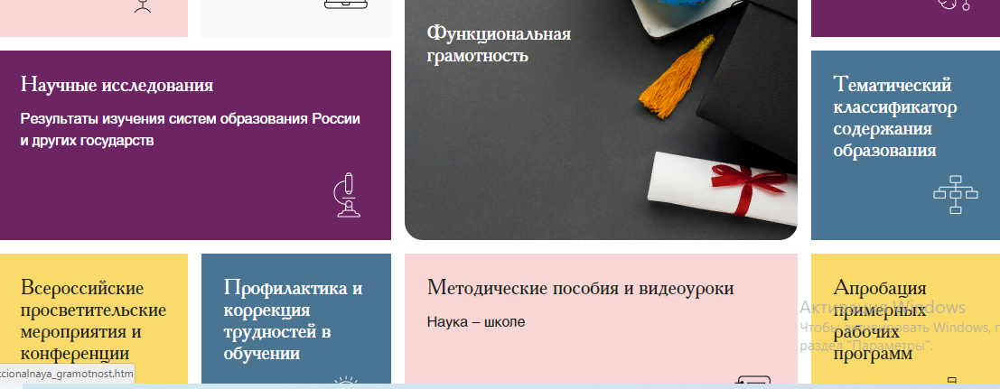 Функциональная
грамотность
Научные исследования
Результаты изучения систем образования России
и других государств
Тематический
классификатор
содержания
образования
Всероссийские
просветительские
мероприятия и
конференции
Профилактика и
коррекция
трудностей в
обучении
Методические пособия и видеоуроки
Наука – школе
Апробация
примерных
рабочих
программ
Активация Windows
Чтобы активировать Windows,
раздел "Параметры".
cionalnaya_gramotnost.htm